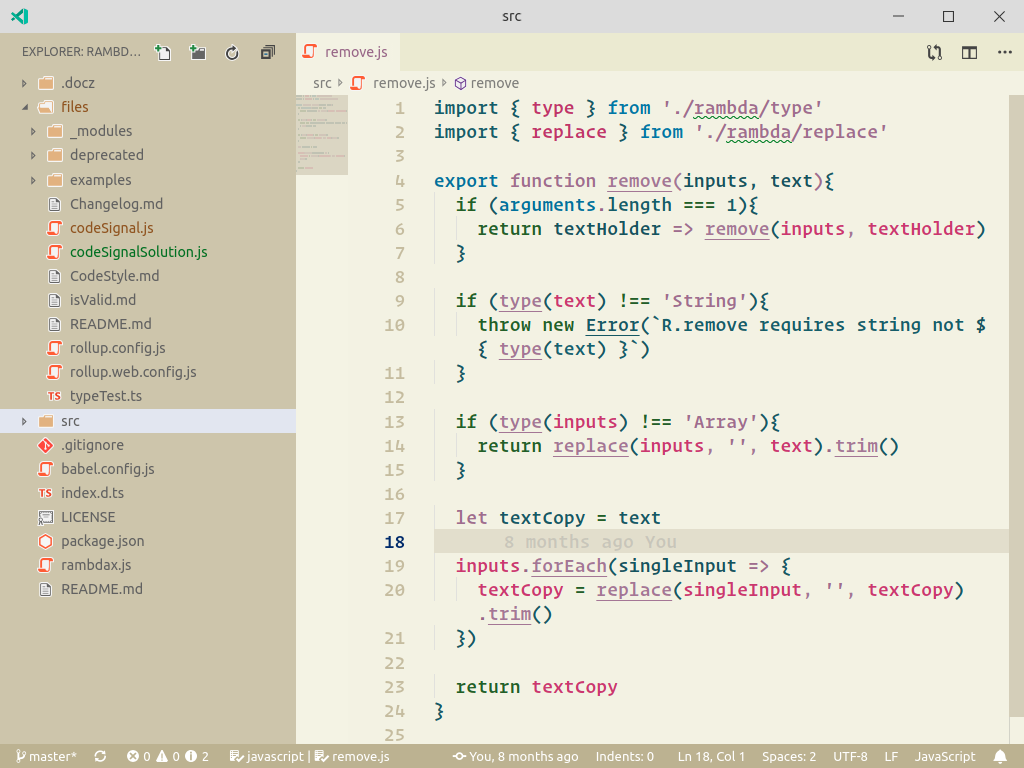 src
EXPLORER: RAMBD...
.docz
files
_modules
deprecated
examples
Changelog.md
codeSignal.js
codeSignalSolution.js
CodeStyle.md
isValid.md
README.md
rollup.config.js
rollup.web.config.js
TS typeTest.ts
src
.gitignore
babel.config.js
TS index.d.ts
LICENSE
package.json
rambdax.js
README.md
remove.js
src remove.js remove
1 import { type } from './rambda/type'
2 import { replace } from './rambda/replace'
3
4 export function remove(inputs, text){
5 if (arguments.length === 1){
6 return textHolder => remove(inputs, textHolder)
7 }
8
9 if (type(text) !== 'String'){
10 throw new Error(`R.remove requires string not $
{ type(text) }`)
11 }
12
13 if (type(inputs) !== 'Array'){
14 return replace(inputs, '', text).trim()
15 }
16
17 let textCopy = text
18 8 months ago You
19 inputs.forEach(singleInput => {
20 textCopy = replace(singleInput, '', textCopy)
.trim()
21 })
22
23 return textCopy
24 }
25
master* 0 0 2 javascript | remove.js You, 8 months ago Indents: 0 Ln 18, Col 1 Spaces: 2 UTF-8 LF JavaScript